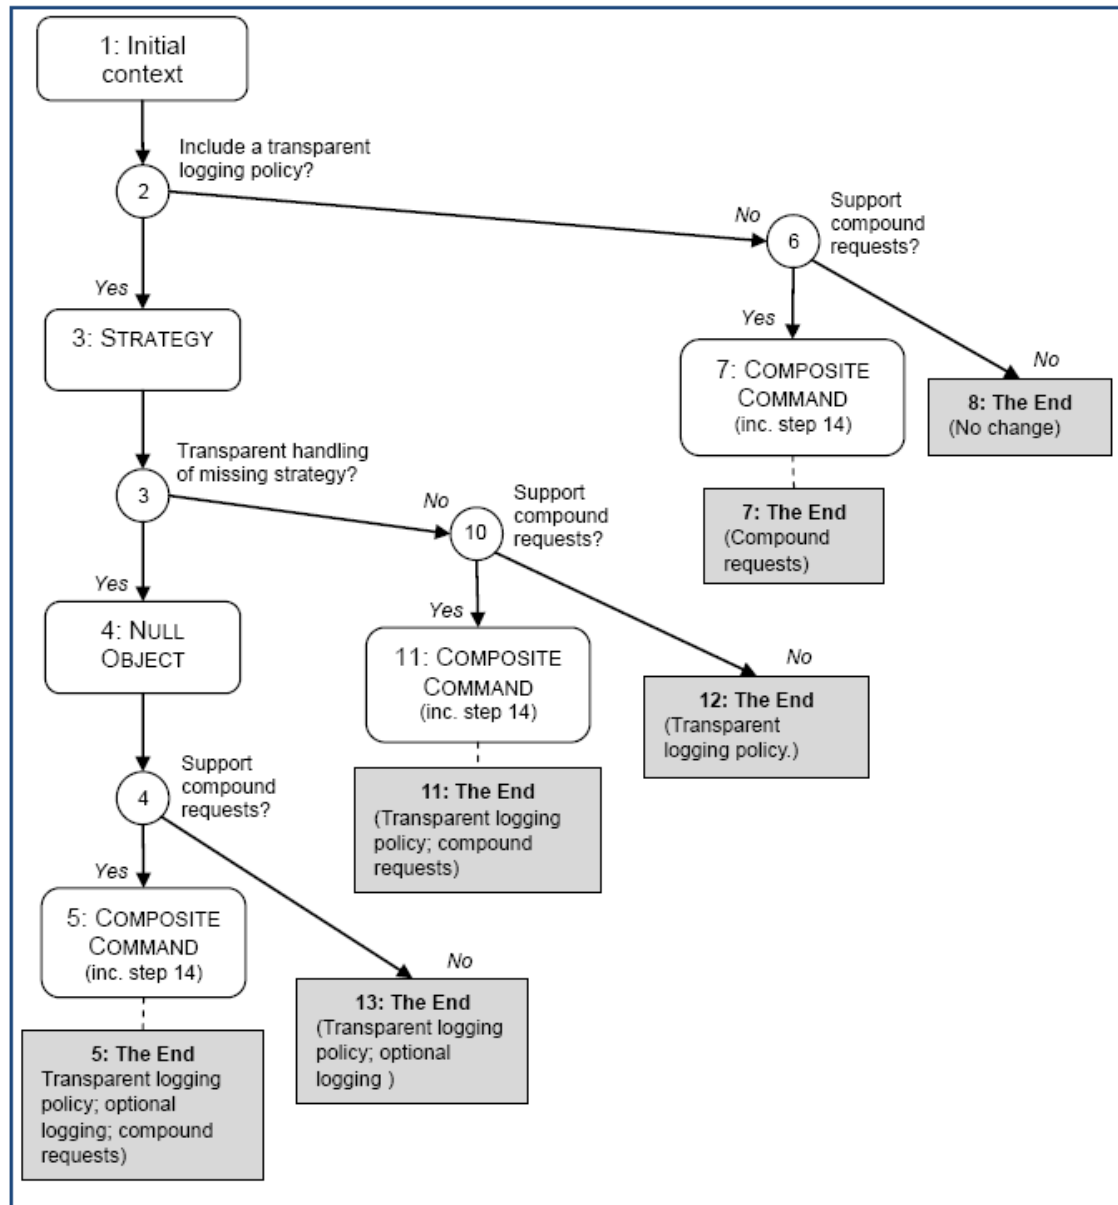 1: Initial
context
Include a transparent
logging policy?
2
No
Support
compound
requests?
6
Yes
3: STRATEGY
Yes
7: COMPOSITE
COMMAND
(inc. step 14)
No
8: The End
(No change)
Transparent handling
of missing strategy?
3
No
Support
compound
requests?
10
7: The End
(Compound
requests)
Yes
4: NULL
OBJECT
Yes
11: COMPOSITE
COMMAND
(inc. step 14)
No
12: The End
(Transparent
logging policy.)
Support
compound
requests?
4
11: The End
(Transparent logging
policy; compound
requests)
Yes
5: COMPOSITE
COMMAND
(inc. step 14)
No
13: The End
(Transparent logging
policy; optional
logging )
5: The End
Transparent logging
policy; optional
logging; compound
requests)